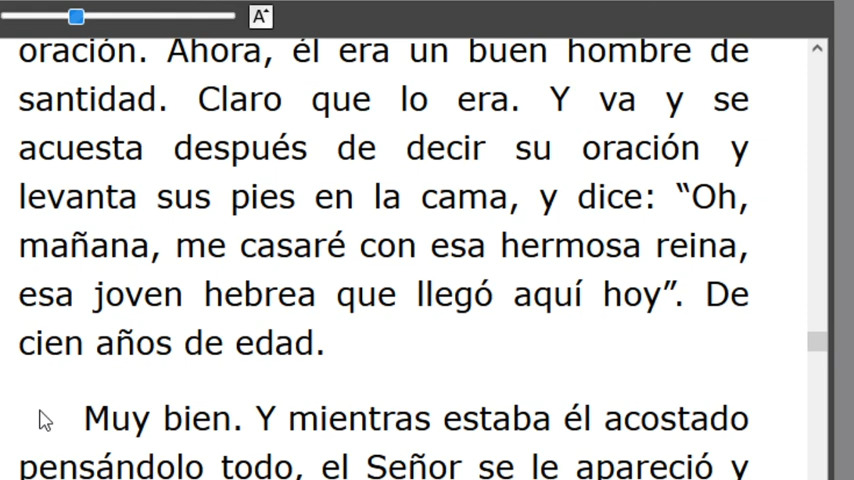 A
oración. Ahora, él era un buen hombre de
santidad. Claro que lo era. Y va y se
acuesta después de decir su oración y
levanta sus pies en la cama, y dice: “Oh,
mañana, me casaré con esa hermosa reina,
esa joven hebrea que llegó aquí hoy”. De
cien años de edad.
Muy bien. Y mientras estaba él acostado
pensándolo todo, el Señor se le apareció y